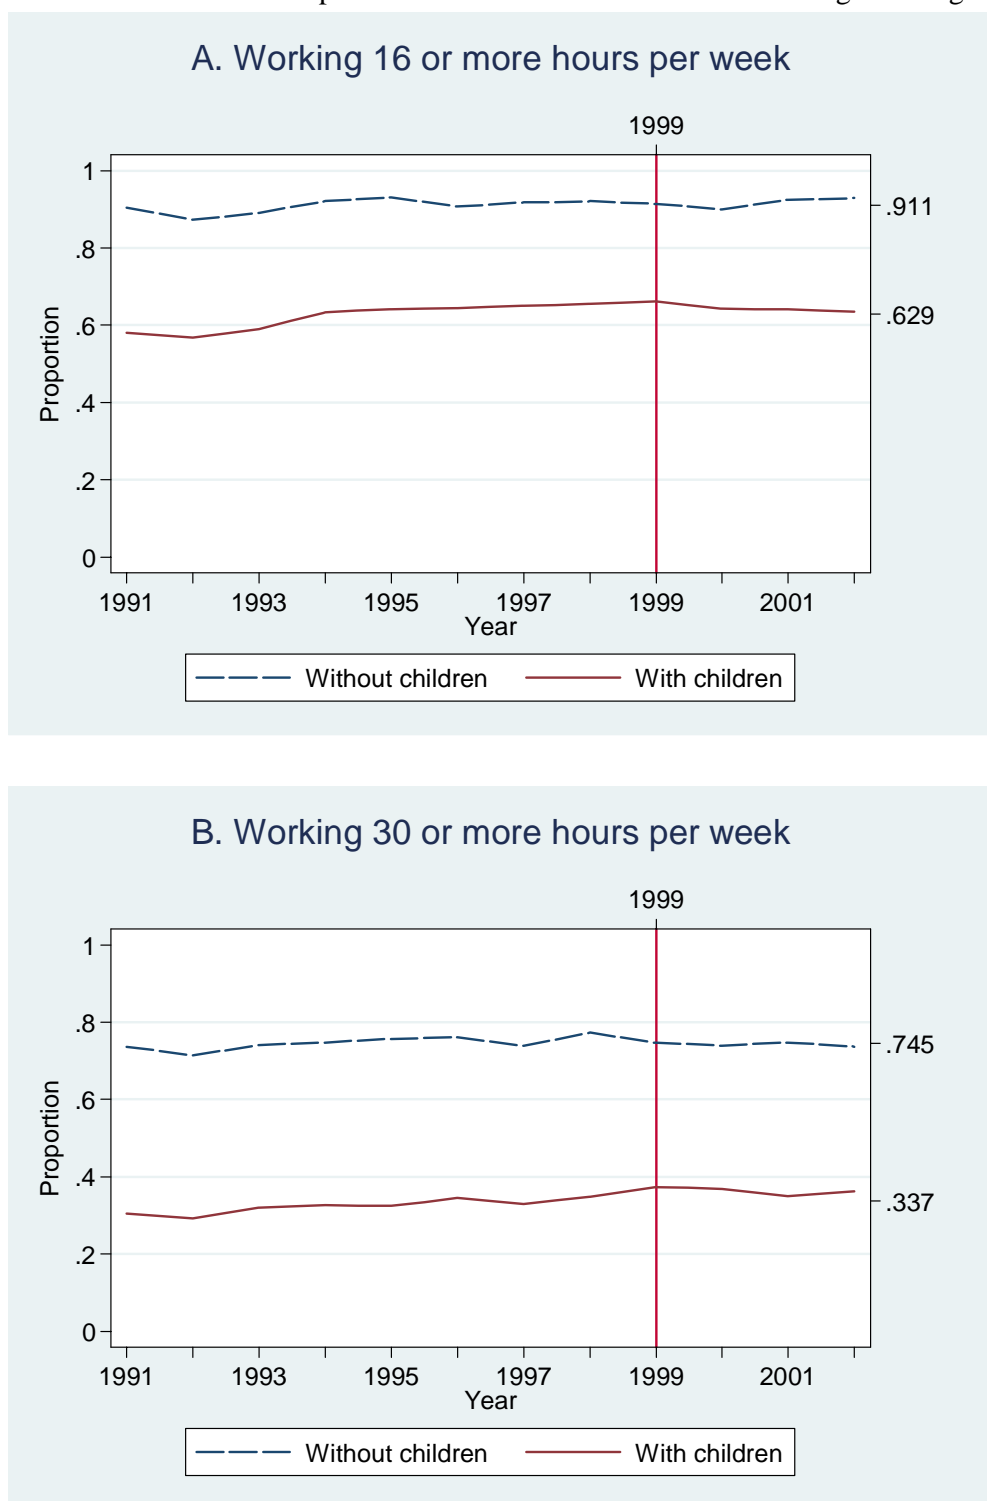 A. Working 16 or more hours per week
1999
1
.8
.6
.4
.2
0
Proportion
.911
.629
1991 1993 1995 1997 1999 2001
Year
Without children With children
B. Working 30 or more hours per week
1999
1
.8
.6
.4
.2
0
Proportion
.745
.337
1991 1993 1995 1997 1999 2001
Year
Without children With children